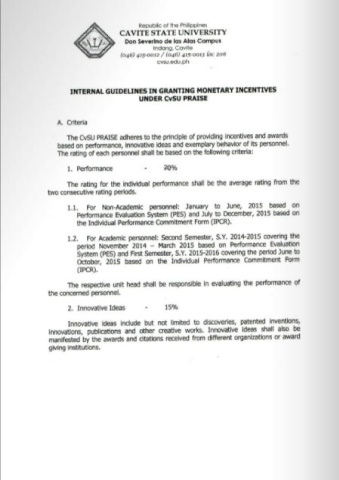 Republic of the Philippines
CAVITE STATE UNIVERSITY
Don Severino de las Alas Campus
Indang, Cavite
(046) 415-0012 / (046) 415-0013 loc 206
cvsu.edu.ph
INTERNAL GUIDELINES IN GRANTING MONETARY INCENTIVES
UNDER CvSU PRAISE
A. Criteria
The CvSU PRAISE adheres to the principle of providing incentives and awards
based on performance, innovative ideas and exemplary behavior of its personnel.
The rating of each personnel shall be based on the following criteria:
1. Performance - 70%
The rating for the individual performance shall be the average rating from the
two consecutive rating periods.
1.1. For Non-Academic personnel: January to June, 2015 based on
Performance Evaluation System (PES) and July to December, 2015 based on
the Individual Performance Commitment Form (IPCR).
1.2. For Academic personnel: Second Semester, S.Y. 2014-2015 covering the
period November 2014 – March 2015 based on Performance Evaluation
System (PES) and First Semester, S.Y. 2015-2016 covering the period June to
October, 2015 based on the Individual Performance Commitment Form
(IPCR).
The respective unit head shall be responsible in evaluating the performance of
the concerned personnel.
2. Innovative Ideas - 15%
Innovative ideas include but not limited to discoveries, patented inventions,
innovations, publications and other creative works. Innovative ideas shall also be
manifested by the awards and citations received from different organizations or award
giving institutions.